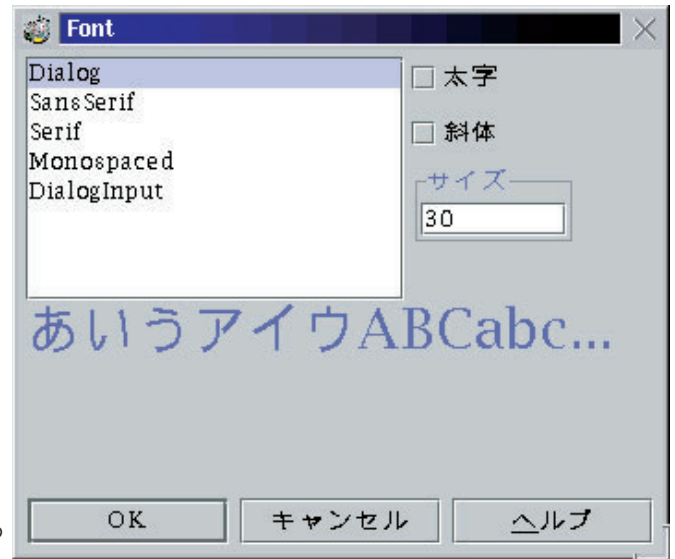 Font
Dialog
SansSerif
Serif
Monospaced
DialogInput
太字
斜体
サイズ
30
あいうアイウABCabc...
OK
キャンセル
ヘルプ